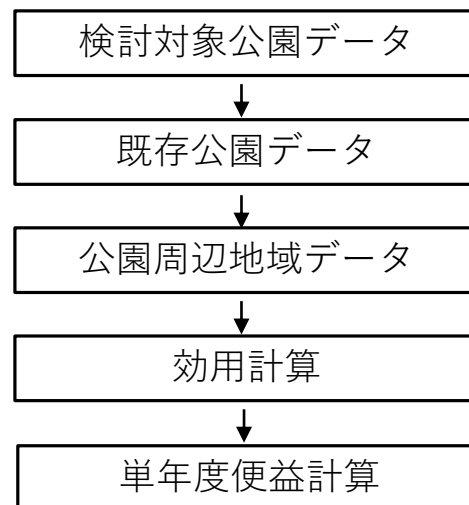 検討対象公園データ
既存公園データ
公園周辺地域データ
効用計算
単年度便益計算